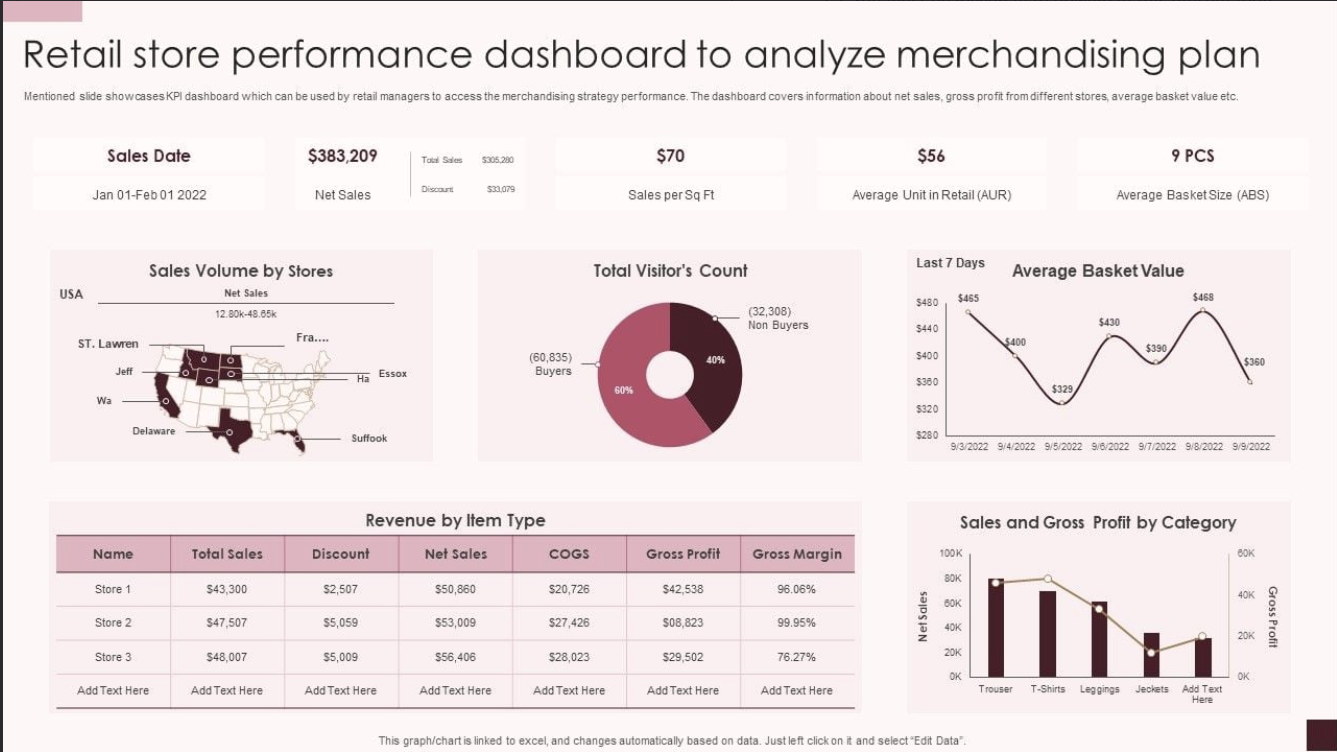 Retail store performance dashboard to analyze merchandising plan
Mentioned slide showcases KPI dashboard which can be used by retail managers to access the merchandising strategy performance. The dashboard covers information about net sales, gross profit from different stores, average basket value etc.
Sales Date
Jan 01-Feb 01 2022
$383,209
Net Sales
Total Sales $305,280
Discount $33,079
$70
Sales per Sq Ft
$56
Average Unit in Retail (AUR)
9 PCS
Average Basket Size (ABS)
Sales Volume by Stores
USA
Net Sales
12.80k-48.65k
ST. Lawren
Fra....
Jeff
Essox
Ha
Wa
Delaware
Suffook
Total Visitor's Count
(32,308)
Non Buyers
(60,835)
Buyers
40%
60%
Last 7 Days
Average Basket Value
$480
$440
$400
$360
$320
$280
$465
$400
$329
$430
$390
$468
$360
9/3/2022 9/4/2022 9/5/2022 9/6/2022 9/7/2022 9/8/2022 9/9/2022
Revenue by Item Type
Name Total Sales Discount Net Sales COGS Gross Profit Gross Margin
Store 1 $43,300 $2,507 $50,860 $20,726 $42,538 96.06%
Store 2 $47,507 $5,059 $53,009 $27,426 $08,823 99.95%
Store 3 $48,007 $5,009 $56,406 $28,023 $29,502 76.27%
Add Text Here Add Text Here Add Text Here Add Text Here Add Text Here Add Text Here Add Text Here
Sales and Gross Profit by Category
Net Sales
100K
80K
60K
40K
20K
0K
60K
40K
20K
0K
Gross Profit
Trouser T-Shirts Leggings Jeckets Add Text
Here
This graph/chart is linked to excel, and changes automatically based on data. Just left click on it and select “Edit Data”.